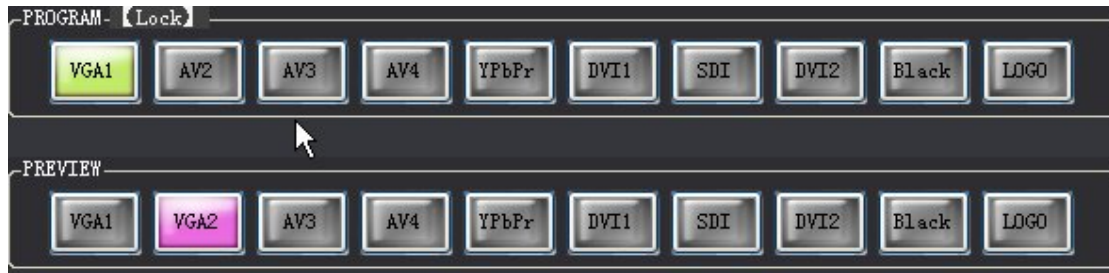 PROGRAM- 【Lock】
VGA1 AV2 AV3 AV4 YPbPr DVI1 SDI DVI2 Black LOGO
PREVIEW
VGA1 VGA2 AV3 AV4 YPbPr DVI1 SDI DVI2 Black LOGO